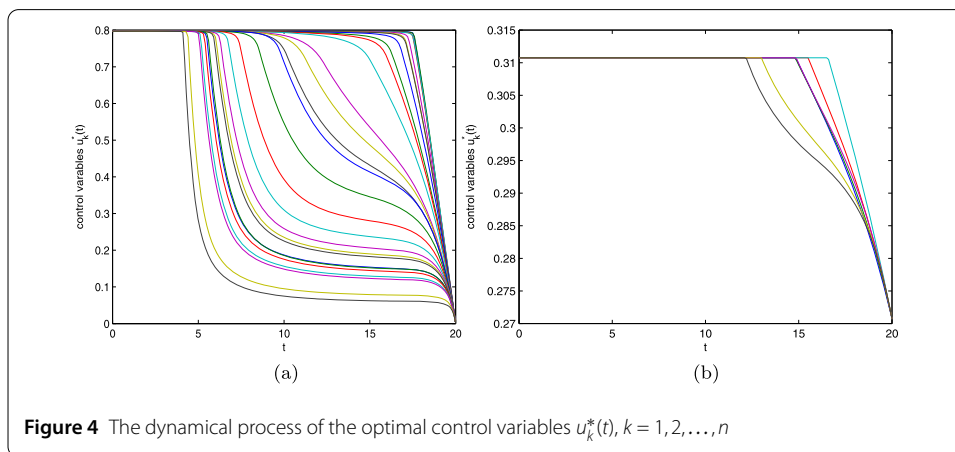 0.8
0.7
0.6
0.5
0.4
0.3
0.2
0.1
0
control variables u*k(t)
0 5 10 15 20
t
(a)
0.315
0.31
0.305
0.3
0.295
0.29
0.285
0.28
0.275
0.27
control variables u*k(t)
0 5 10 15 20
t
(b)
Figure 4 The dynamical process of the optimal control variables u*k(t), k = 1, 2, ..., n